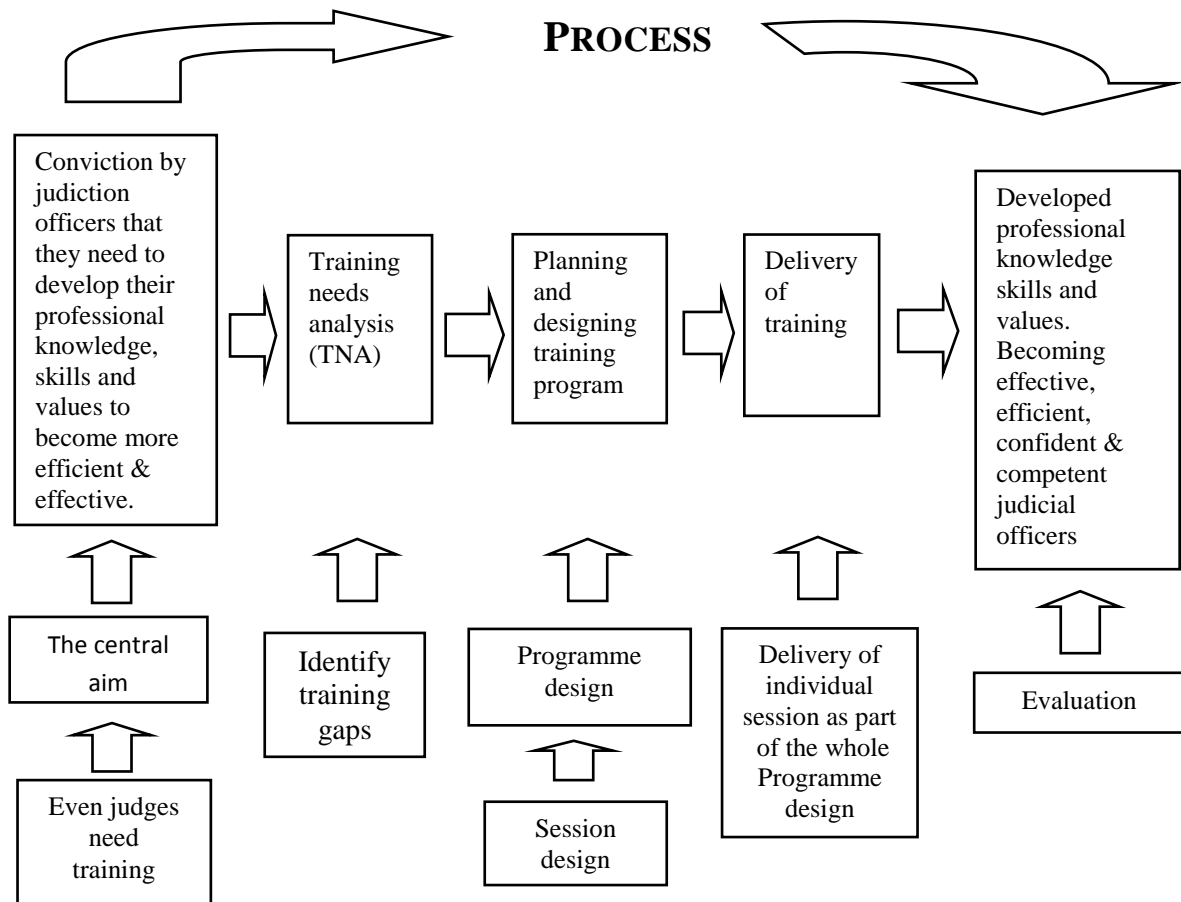 PROCESS
Conviction by
judiction
officers that
they need to
develop their
professional
knowledge,
skills and
values to
become more
efficient &
effective.
Training
needs
analysis
(TNA)
Planning
and
designing
training
program
Delivery
of
training
Developed
professional
knowledge
skills and
values.
Becoming
effective,
efficient,
confident &
competent
judicial
officers
The central
aim
Even judges
need
training
Identify
training
gaps
Programme
design
Session
design
Delivery of
individual
session as part
of the whole
Programme
design
Evaluation